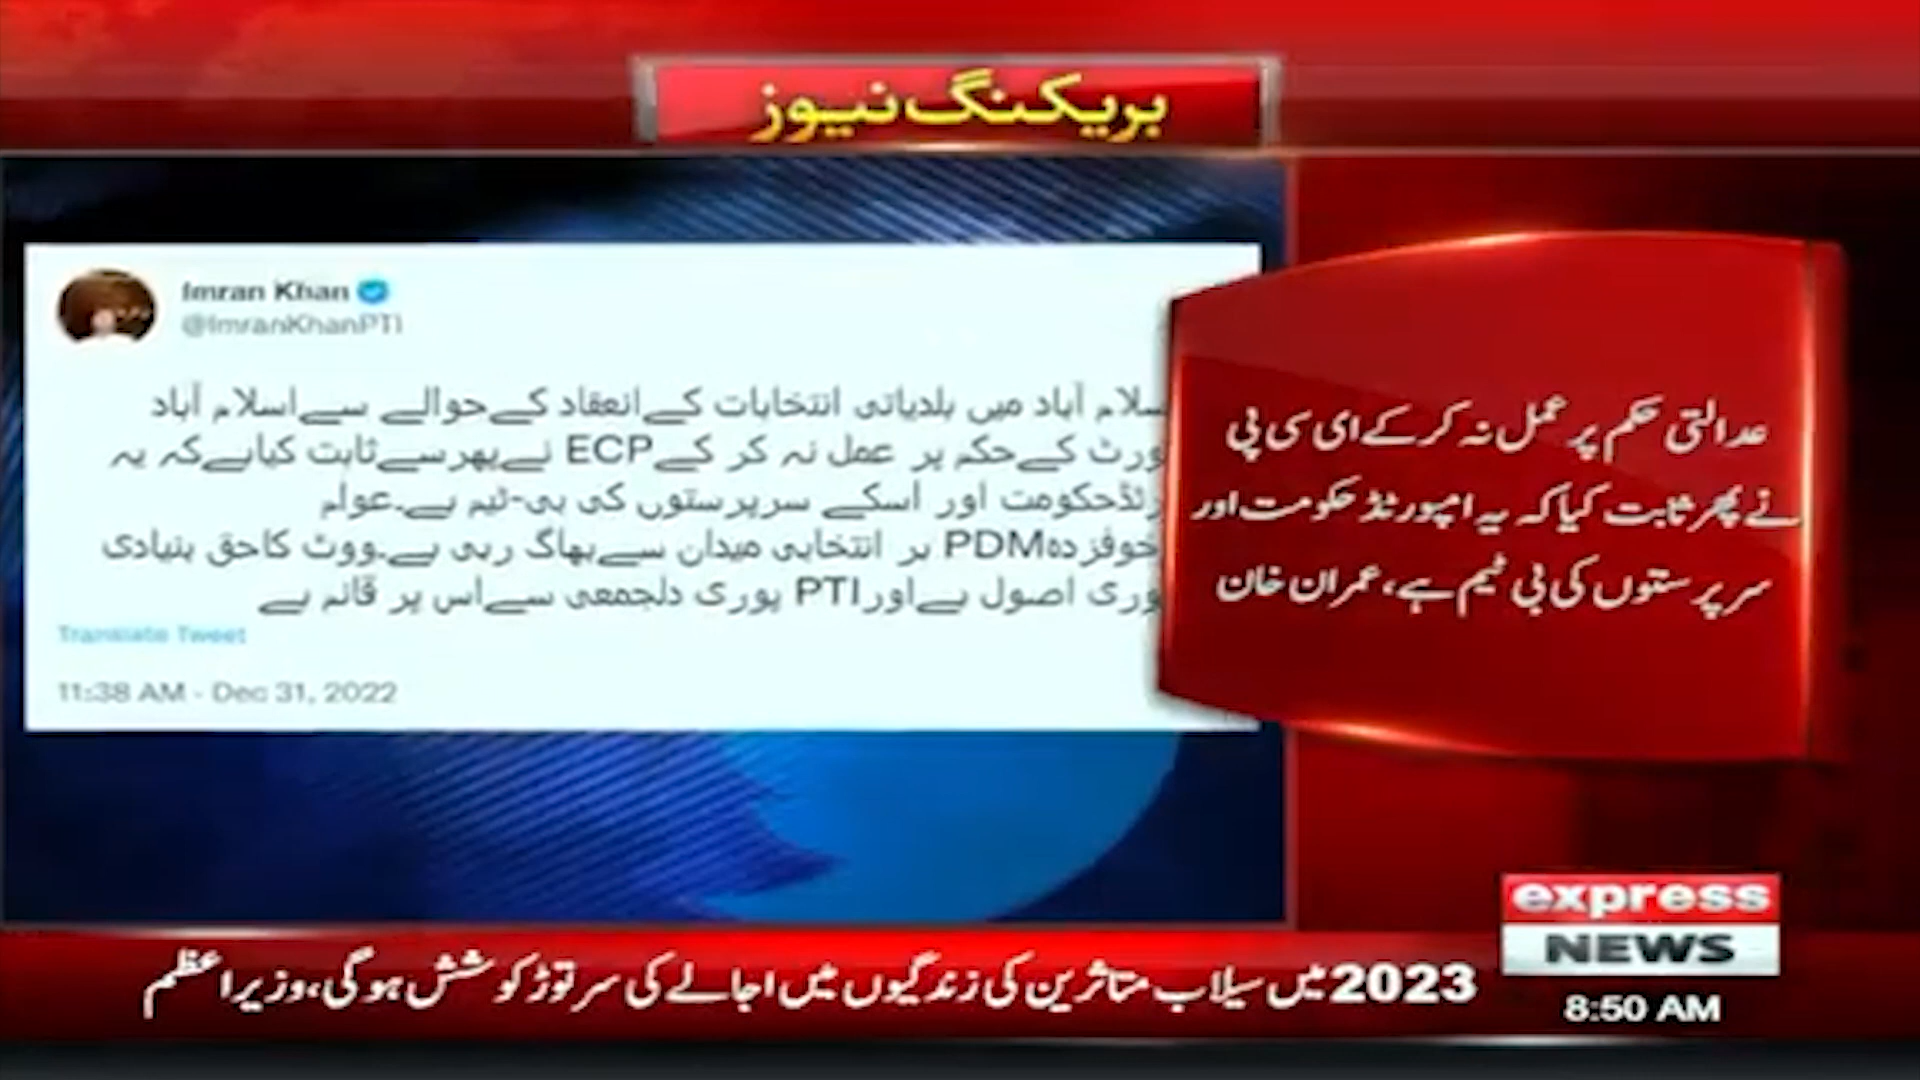 بریکنگ نیوز
Imran Khan
@ImranKhanPTI
سلام آباد میں بلدیاتی انتخابات کے انعقاد کے حوالے سے اسلام آباد
ورٹ کے حکم پر عمل نہ کر کے ECP نے پھر سے ثابت کیا ہے کہ یہ
رٹڈ حکومت اور اسکے سرپرستوں کی بی-ٹیم ہے۔ عوام
خوفزدہ PDM ہر انتخابی میدان سے بھاگ رہی ہے۔ ووٹ کا حق بنیادی
وری اصول ہے اور PTI پوری دلجمعی سے اس پر قائم ہے
Translate Tweet
11:38 AM - Dec 31, 2022
عدالتی حکم پر عمل نہ کر کے ای سی پی
نے پھر ثابت کیا کہ یہ امپورٹڈ حکومت اور
سرپرستوں کی بی ٹیم ہے، عمران خان
express
NEWS
8:50 AM
2023 میں سیلاب متاثرین کی زندگیوں میں اجالے کی سر توڑ کوشش ہو گی، وزیراعظم